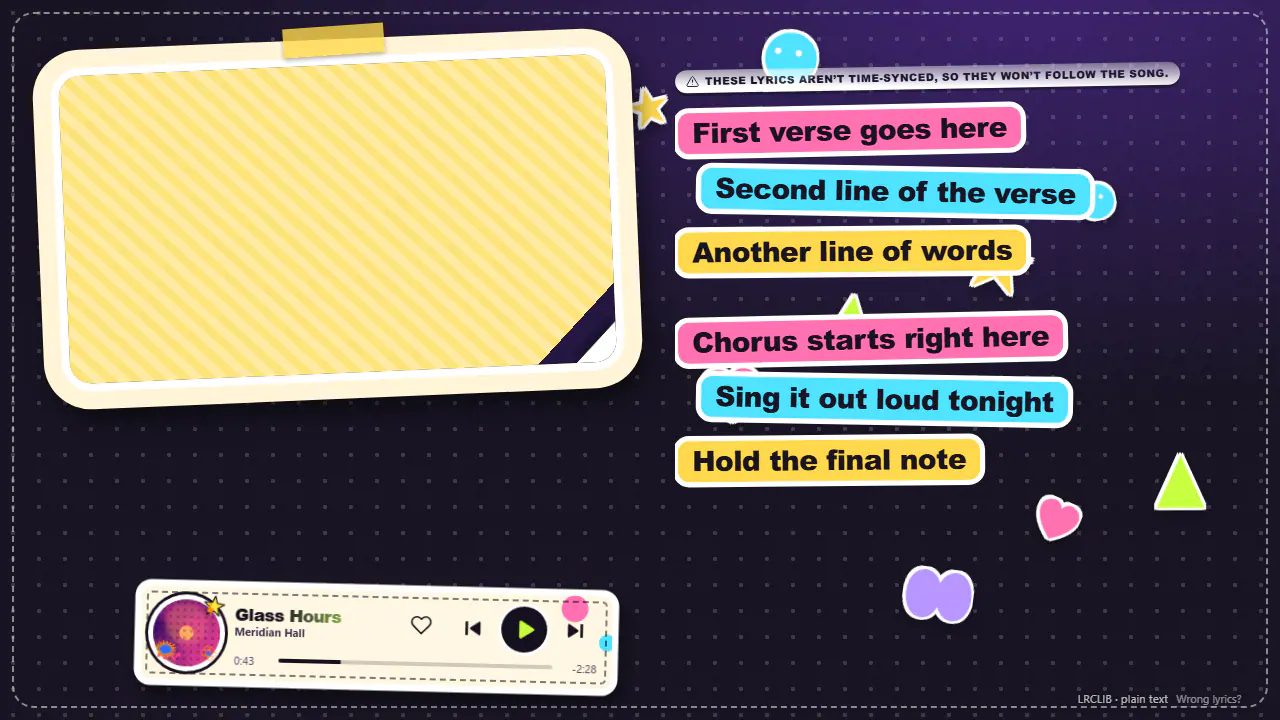 THESE LYRICS AREN'T TIME-SYNCED, SO THEY WON'T FOLLOW THE SONG.
First verse goes here
Second line of the verse
Another line of words
Chorus starts right here
Sing it out loud tonight
Hold the final note
Glass Hours
Meridian Hall
0:43
-2:28
LRCLIB · plain text Wrong lyrics?